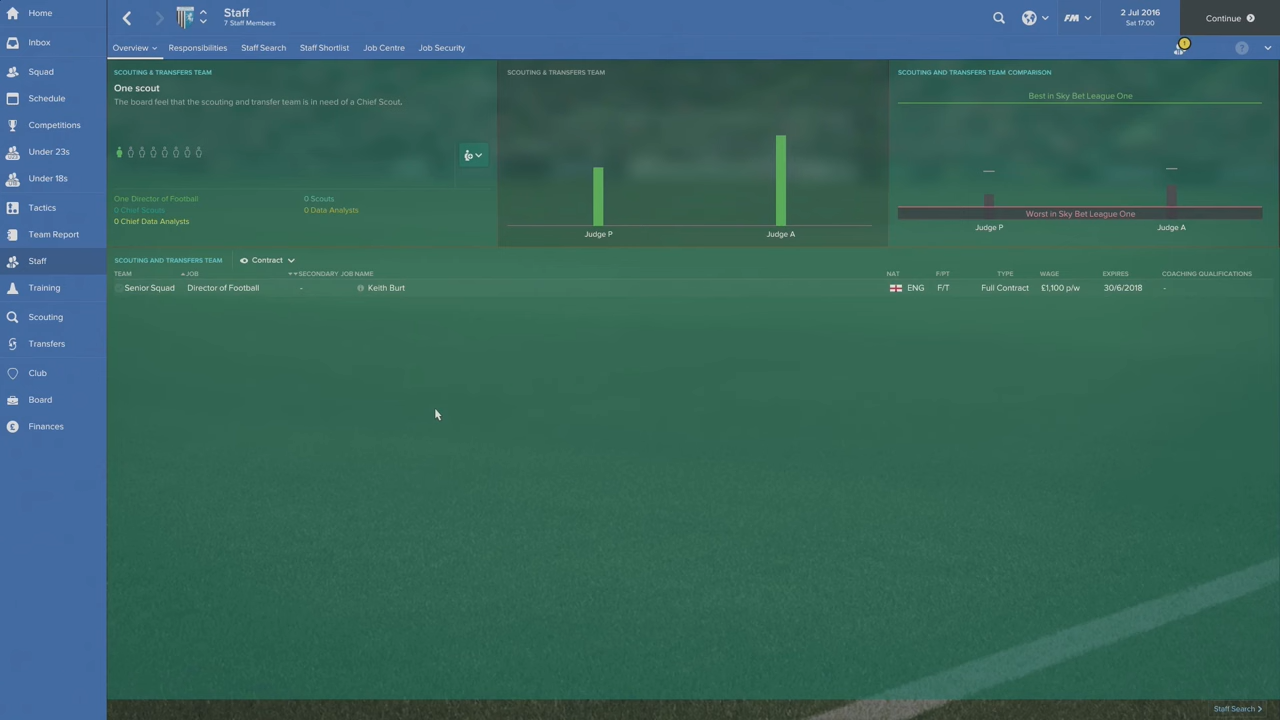 Home
Inbox
Squad
Schedule
Competitions
Under 23s
Under 18s
Tactics
Team Report
Staff
Training
Scouting
Transfers
Club
Board
Finances
Staff
7 Staff Members
FM
2 Jul 2016
Sat 17:00
Continue
Overview
Responsibilities
Staff Search
Staff Shortlist
Job Centre
Job Security
1
?
SCOUTING & TRANSFERS TEAM
One scout
The board feel that the scouting and transfer team is in need of a Chief Scout.
One Director of Football
0 Scouts
0 Chief Scouts
0 Data Analysts
0 Chief Data Analysts
SCOUTING & TRANSFERS TEAM
Judge P
Judge A
SCOUTING AND TRANSFERS TEAM COMPARISON
Best in Sky Bet League One
Worst in Sky Bet League One
Judge P
Judge A
SCOUTING AND TRANSFERS TEAM
Contract
TEAM JOB SECONDARY JOB NAME NAT F/PT TYPE WAGE EXPIRES COACHING QUALIFICATIONS
Senior Squad Director of Football - Keith Burt ENG F/T Full Contract £1,100 p/w 30/6/2018 -
Staff Search